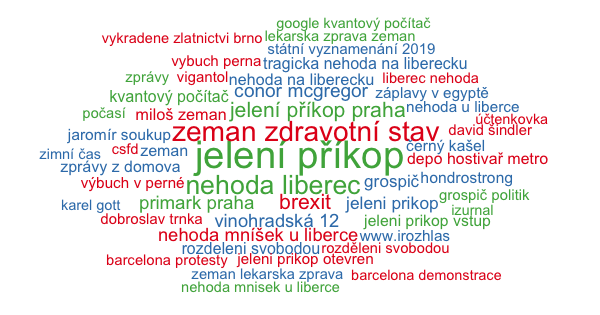 google kvantový počítač
vykradene zlatnictvi brno lekarska zprava zeman
státní vyznamenání 2019
vybuch perna tragicka nehoda na liberecku
zprávy vigantol nehoda na liberecku liberec nehoda
kvantový počítač conor mcgregor záplavy v egyptě
počasí miloš zeman jelení příkop praha nehoda u liberce
účtenkovka
jaromír soukup zeman zdravotní stav david šindler
zimní čas csfd zeman jelení příkop černý kašel
zprávy z domova depo hostivař metro
výbuch v perně nehoda liberec grospič hondrostrong
karel gott primark praha brexit jeleni prikop grospič politik
izurnal
dobroslav trnka vinohradská 12 jeleni prikop vstup
nehoda mníšek u liberce www.irozhlas
rozdeleni svobodou rozděleni svobodou
barcelona protesty jelení příkop otevřen
zeman lekarska zprava barcelona demonstrace
nehoda mnisek u liberce